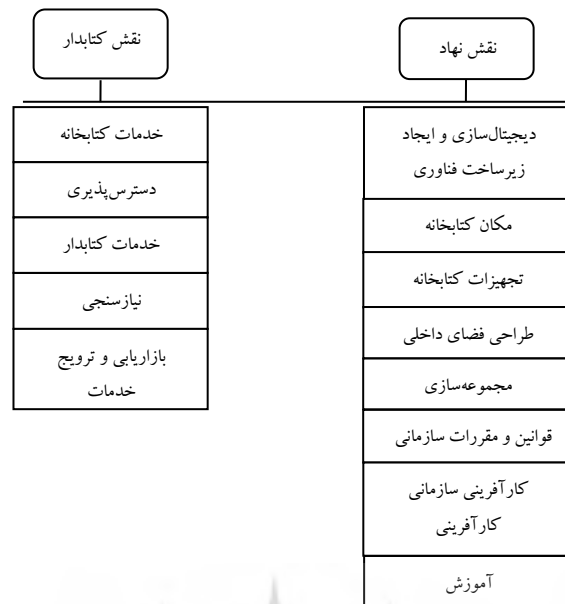 نقش نهاد
دیجیتال‌سازی و ایجاد
زیرساخت فناوری
مکان کتابخانه
تجهیزات کتابخانه
طراحی فضای داخلی
مجموعه‌سازی
قوانین و مقررات سازمانی
کارآفرینی سازمانی
کارآفرینی
آموزش
نقش کتابدار
خدمات کتابخانه
دسترس‌پذیری
خدمات کتابدار
نیازسنجی
بازاریابی و ترویج
خدمات